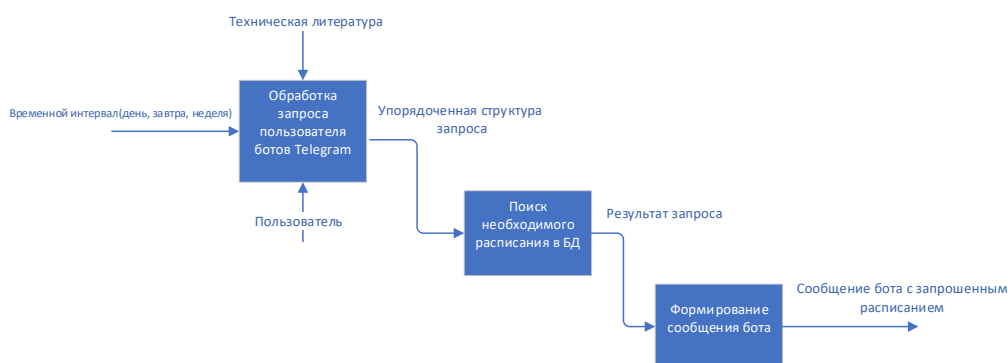 Техническая литература
Временной интервал(день, завтра, неделя)
Обработка
запроса
пользователя
ботов Telegram
Упорядоченная структура
запроса
Пользователь
Поиск
необходимого
расписания в БД
Результат запроса
Формирование
сообщения бота
Сообщение бота с запрошенным
расписанием